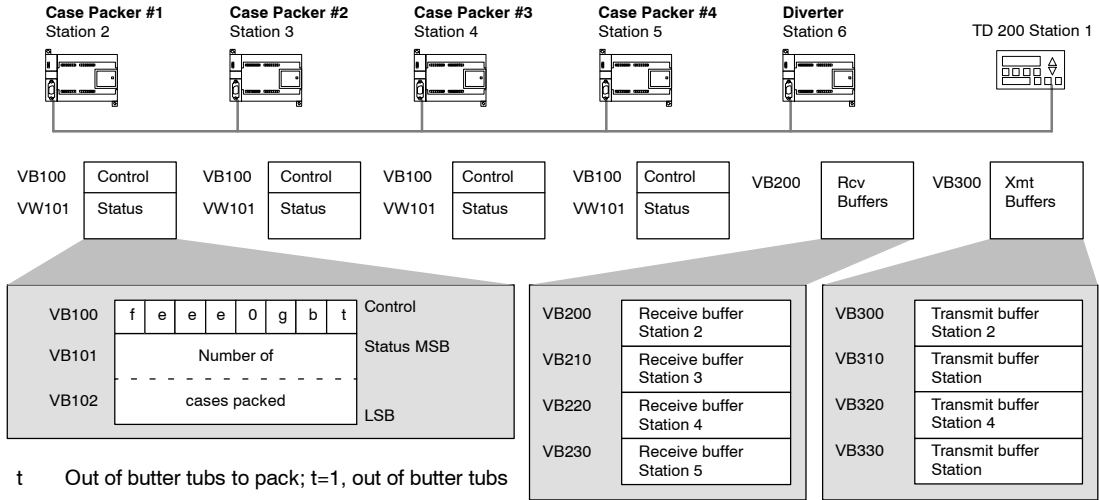 Case Packer #1
Station 2
Case Packer #2
Station 3
Case Packer #3
Station 4
Case Packer #4
Station 5
Diverter
Station 6
TD 200 Station 1
VB100 Control
VW101 Status
VB100 Control
VW101 Status
VB100 Control
VW101 Status
VB100 Control
VW101 Status
VB200 Rcv
Buffers
VB300 Xmt
Buffers
VB100 f e e e 0 g b t Control
VB101 Number of Status MSB
VB102 cases packed
LSB
VB200 Receive buffer
Station 2
VB210 Receive buffer
Station 3
VB220 Receive buffer
Station 4
VB230 Receive buffer
Station 5
VB300 Transmit buffer
Station 2
VB310 Transmit buffer
Station
VB320 Transmit buffer
Station 4
VB330 Transmit buffer
Station
t Out of butter tubs to pack; t=1, out of butter tubs